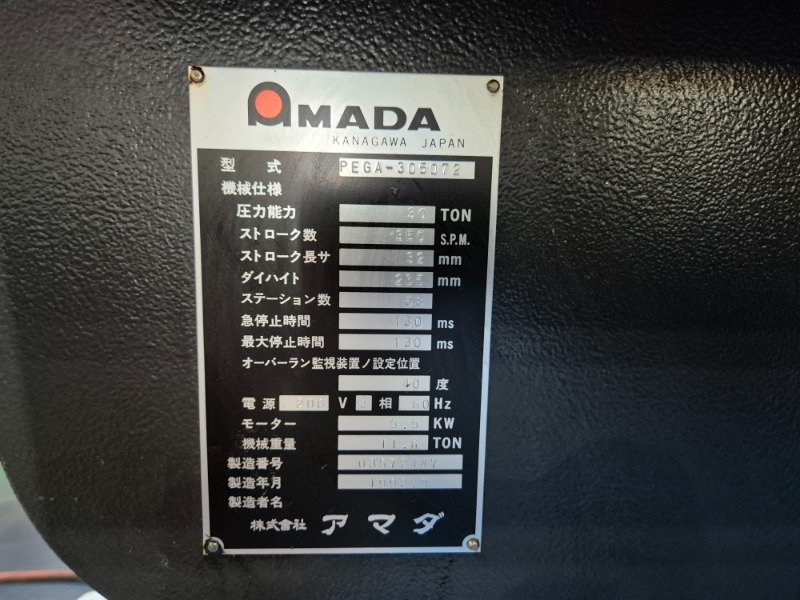 AMADA
KANAGAWA JAPAN
型式 PEGA-305072
機械仕様
圧力能力 30 TON
ストローク数 350 S.P.M.
ストローク長サ 32 mm
ダイハイト mm
ステーション数 58
急停止時間 130 ms
最大停止時間 130 ms
オーバーラン監視装置ノ設定位置
40 度
電源 200 V 相 60 Hz
モーター 5.5 KW
機械重量 TON
製造番号
製造年月
製造者名
株式会社 アマダ